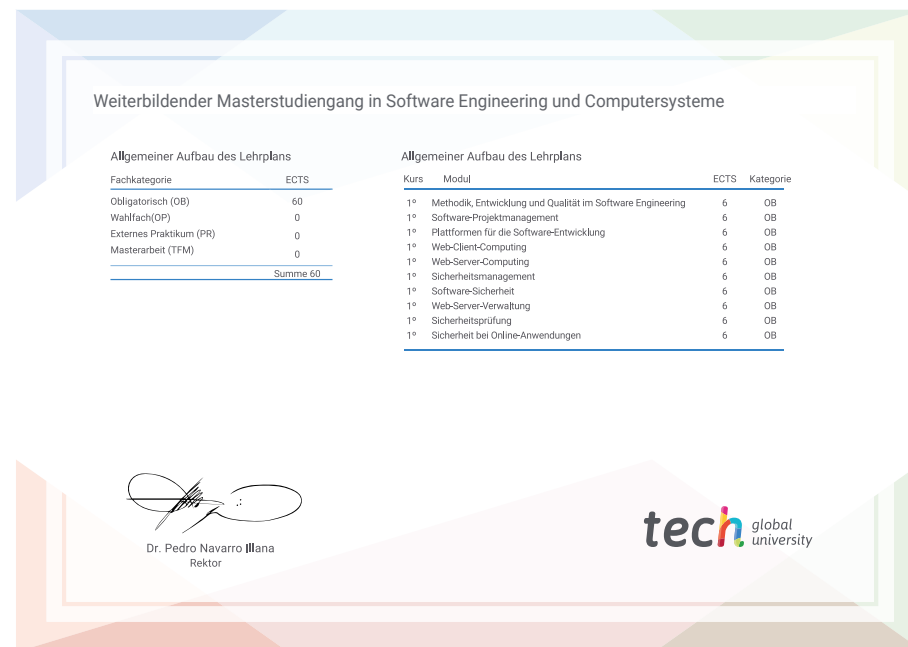 Weiterbildender Masterstudiengang in Software Engineering und Computersysteme
Allgemeiner Aufbau des Lehrplans
Fachkategorie ECTS
Obligatorisch (OB) 60
Wahlfach(OP) 0
Externes Praktikum (PR) 0
Masterarbeit (TFM) 0
Summe 60
Allgemeiner Aufbau des Lehrplans
Kurs Modul ECTS Kategorie
1º Methodik, Entwicklung und Qualität im Software Engineering 6 OB
1º Software-Projektmanagement 6 OB
1º Plattformen für die Software-Entwicklung 6 OB
1º Web-Client-Computing 6 OB
1º Web-Server-Computing 6 OB
1º Sicherheitsmanagement 6 OB
1º Software-Sicherheit 6 OB
1º Web-Server-Verwaltung 6 OB
1º Sicherheitsprüfung 6 OB
1º Sicherheit bei Online-Anwendungen 6 OB
Dr. Pedro Navarro Illana
Rektor
tech global
university